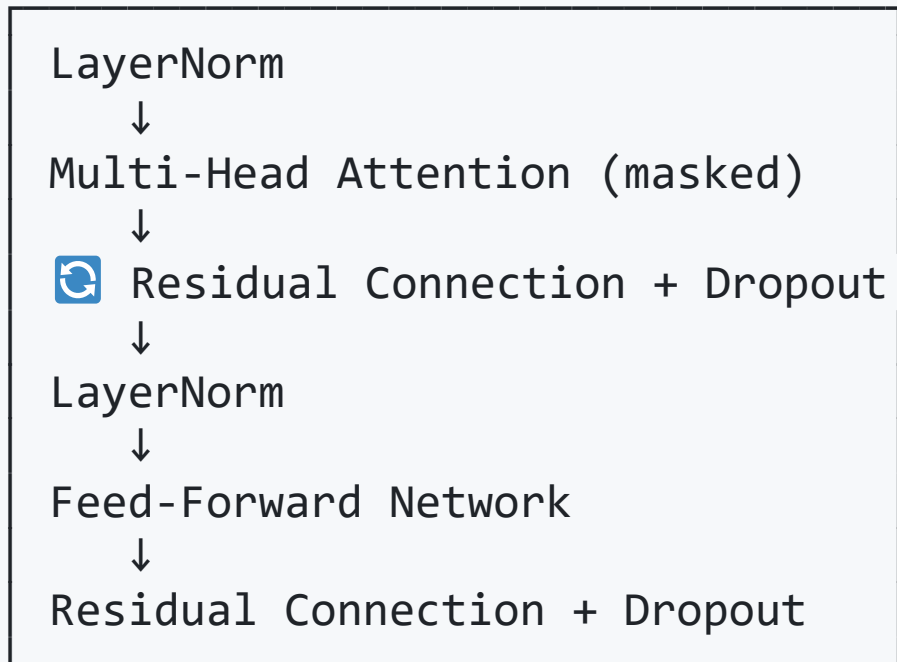 LayerNorm
↓
Multi-Head Attention (masked)
↓
🔄 Residual Connection + Dropout
↓
LayerNorm
↓
Feed-Forward Network
↓
Residual Connection + Dropout